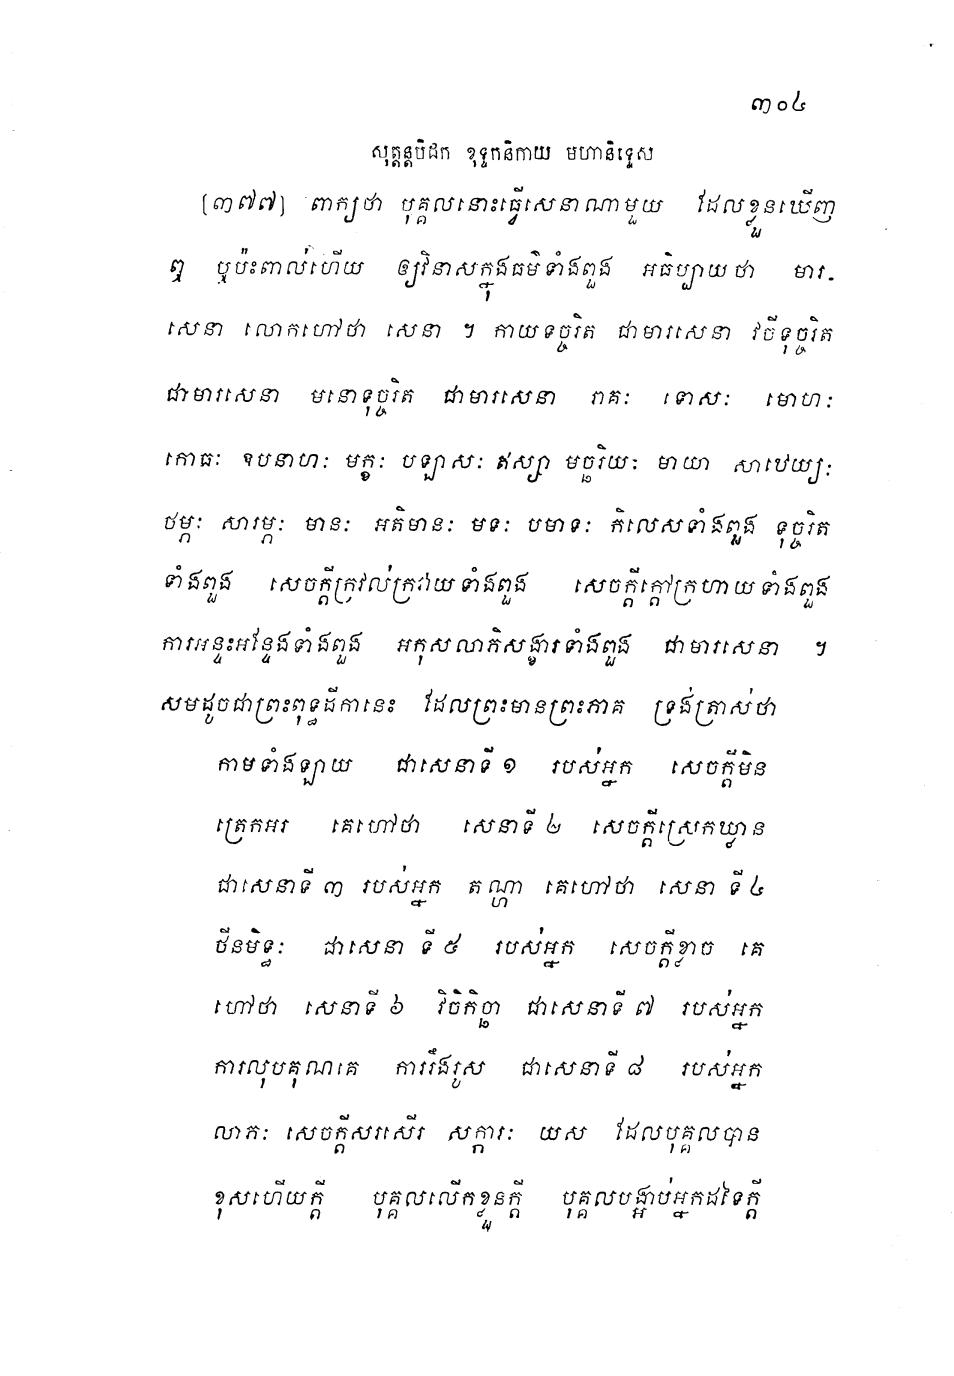 ៣០៤
សុត្តន្តបិដក ខុទ្ទកនិកាយ មហានិទ្ទេស
[៣៧៧] ពាក្យថា បុគ្គលនោះធ្វើសេនាណាមួយ ដែលខ្លួនឃើញ
ឮ ឬប៉ះពាល់ហើយ ឲ្យវិនាសក្នុងធម៌ទាំងពួង អធិប្បាយថា មារ-
សេនា លោកហៅថា សេនា ។ កាយទច្ចរិត ជាមារសេនា វចីទុច្ចរិត
ជាមារសេនា មនោទុច្ចរិត ជាមារសេនា រាគៈ ទោសៈ មោហៈ
កោធៈ ឧបនាហៈ មក្ខៈ បឡាសៈ ឥស្សា មច្ឆរិយៈ មាយា សាឋេយ្យៈ
ថម្ភៈ សារម្ភៈ មានៈ អតិមានៈ មទៈ បមាទៈ កិលេសទាំងពួង ទុច្ចរិត
ទាំងពួង សេចក្តីក្រវល់ក្រវាយទាំងពួង សេចក្តីក្តៅក្រហាយទាំងពួង
ការអន្ទះអន្ទែងទាំងពួង អកុសលាភិសង្ខារទាំងពួង ជាមារសេនា ។
សមដូចជាព្រះពុទ្ធដីកានេះ ដែលព្រះមានព្រះភាគ ទ្រង់ត្រាស់ថា
កាមទាំងឡាយ ជាសេនាទី ១ របស់អ្នក សេចក្តីមិន
ត្រេកអរ គេហៅថា សេនាទី ២ សេចក្តីស្រេកឃ្លាន
ជាសេនាទី ៣ របស់អ្នក តណ្ហា គេហៅថា សេនា ទី ៤
ថីនមិទ្ធៈ ជាសេនា ទី ៥ របស់អ្នក សេចក្តីខ្លាច គេ
ហៅថា សេនាទី ៦ វិចិកិច្ឆា ជាសេនាទី ៧ របស់អ្នក
ការលុបគុណគេ ការរឹងរូស ជាសេនាទី ៨ របស់អ្នក
លាភៈ សេចក្តីសរសើរ សក្ការៈ យស ដែលបុគ្គលបាន
ខុសហើយក្តី បុគ្គលលើកខ្លួនក្តី បុគ្គលបង្អាប់អ្នកដទៃក្តី